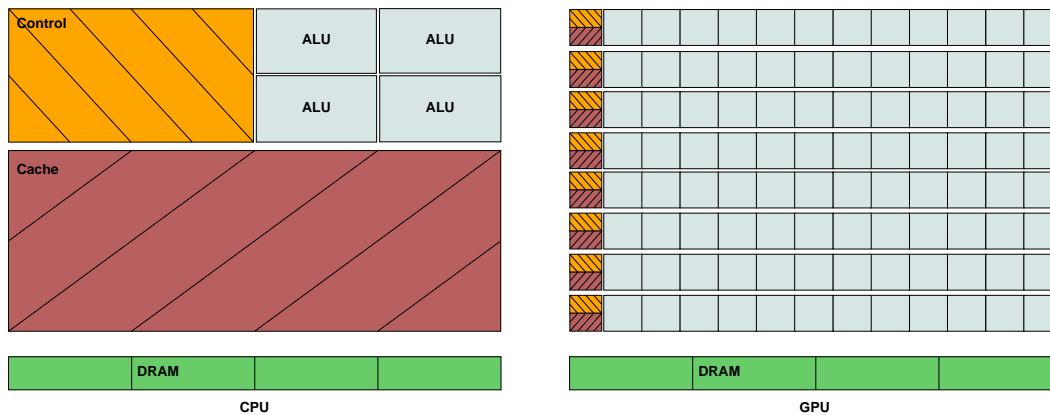 Control
ALU
ALU
ALU
ALU
Cache
DRAM
CPU
DRAM
GPU